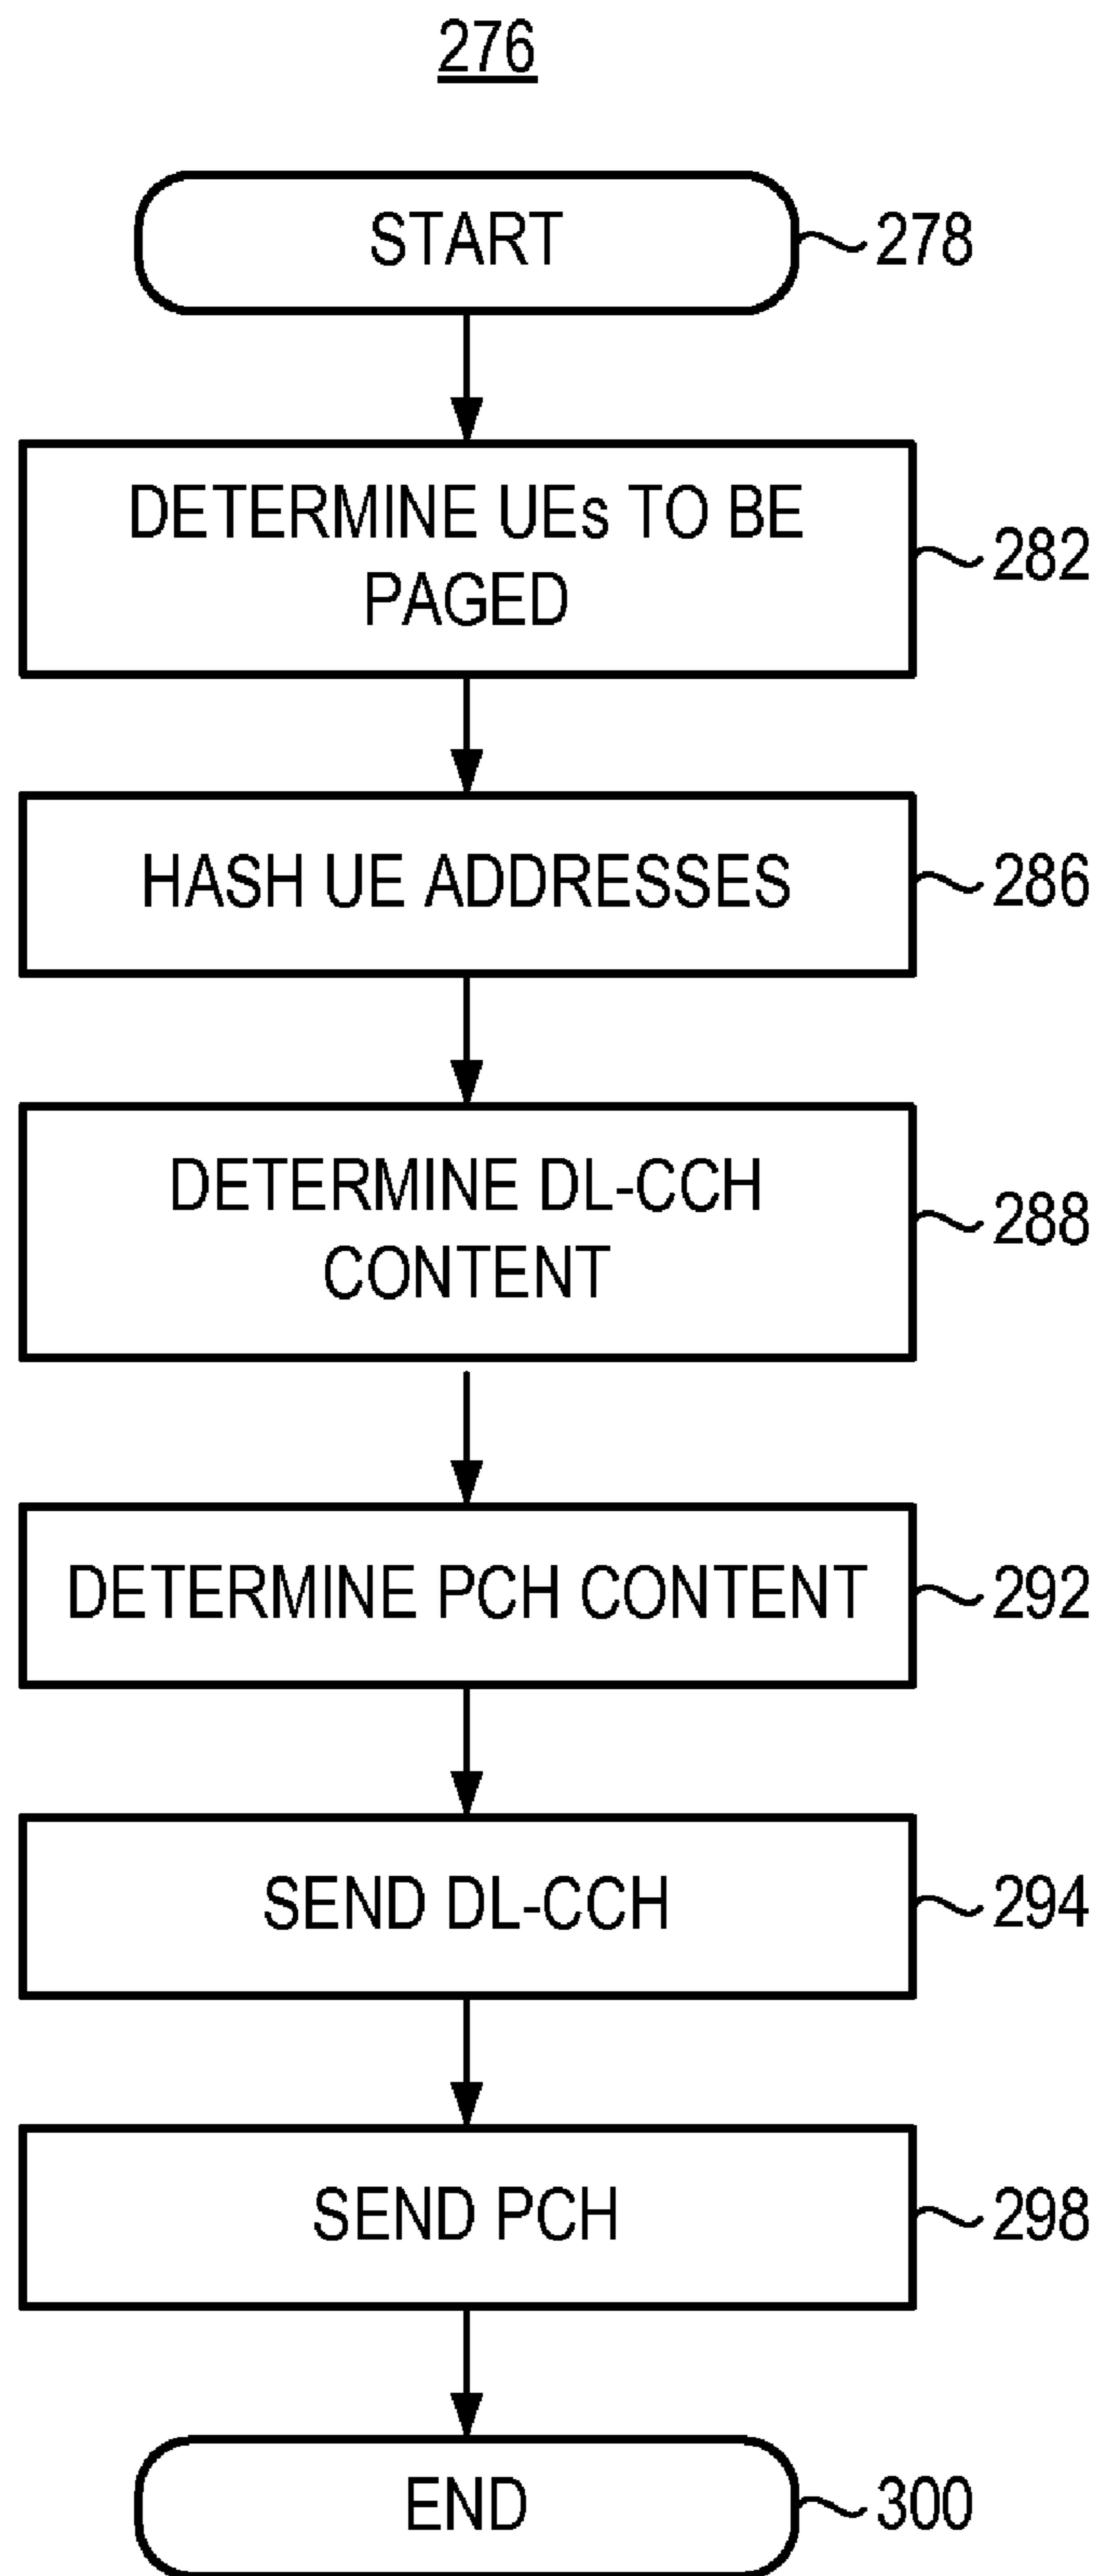 276
START
278
DETERMINE UEs TO BE
PAGED
282
HASH UE ADDRESSES
286
DETERMINE DL-CCH
CONTENT
288
DETERMINE PCH CONTENT
292
SEND DL-CCH
294
SEND PCH
298
END
300